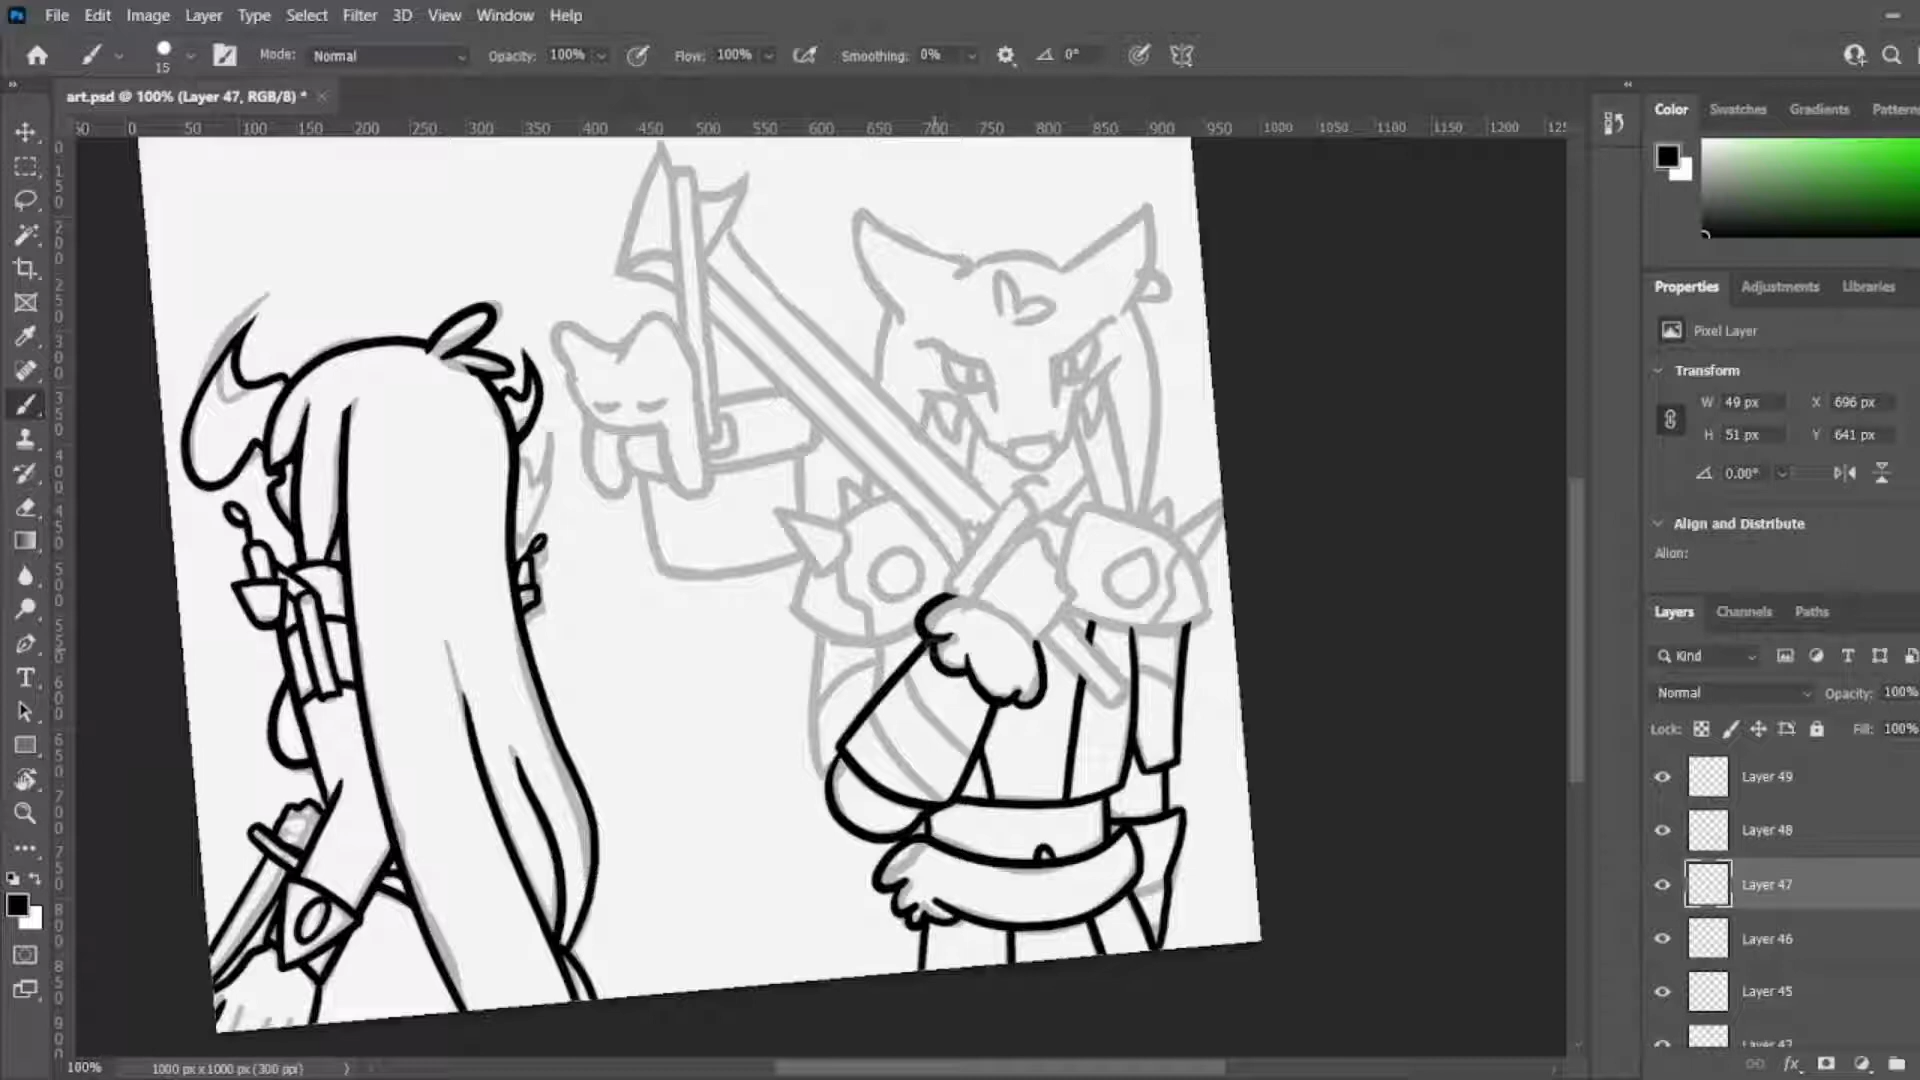 Ps File Edit Image Layer Type Select Filter 3D View Window Help
15 Mode: Normal Opacity: 100% Flow: 100% Smoothing: 0% 0°
art.psd @ 100% (Layer 47, RGB/8) *
50 0 50 100 150 200 250 300 350 400 450 500 550 600 650 700 750 800 850 900 950 1000 1050 1100 1150 1200 125
Color Swatches Gradients Patterns
Properties Adjustments Libraries
Pixel Layer
Transform
W 49 px X 696 px
H 51 px Y 641 px
0.00°
Align and Distribute
Align:
Layers Channels Paths
Kind
Normal Opacity: 100%
Lock: Fill: 100%
Layer 49
Layer 48
Layer 47
Layer 46
Layer 45
100% 1000 px x 1000 px (300 ppi)